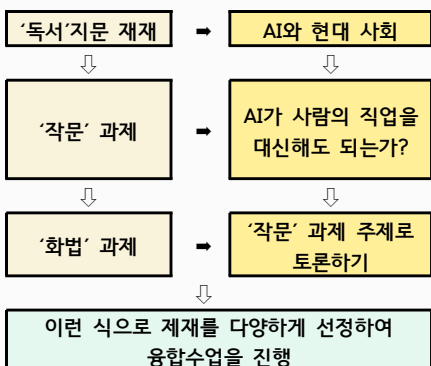 ‘독서’지문 재재 ➡ AI와 현대 사회
⇩ ⇩
‘작문’ 과제 ➡ AI가 사람의 직업을
대신해도 되는가?
⇩ ⇩
‘화법’ 과제 ➡ ‘작문’ 과제 주제로
토론하기
⇩
이런 식으로 제재를 다양하게 선정하여
융합수업을 진행